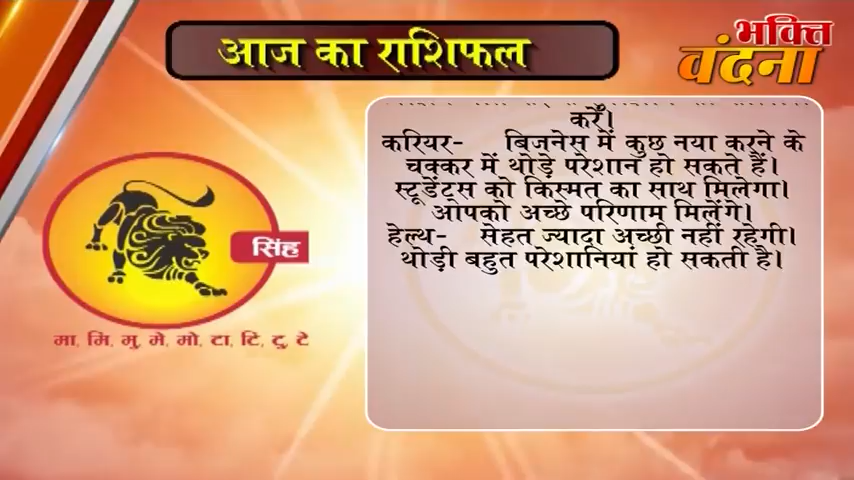 आज का राशिफल
भक्ति
वंदना
करें।
करियर- बिजनेस में कुछ नया करने के
चक्कर में थोड़े परेशान हो सकते हैं।
स्टूडेंट्स को किस्मत का साथ मिलेगा।
आपको अच्छे परिणाम मिलेंगे।
हेल्थ- सेहत ज्यादा अच्छी नहीं रहेगी।
थोड़ी बहुत परेशानियां हो सकती है।
सिंह
मा, मि, मु, मे, मो, टा, टि, टु, टे